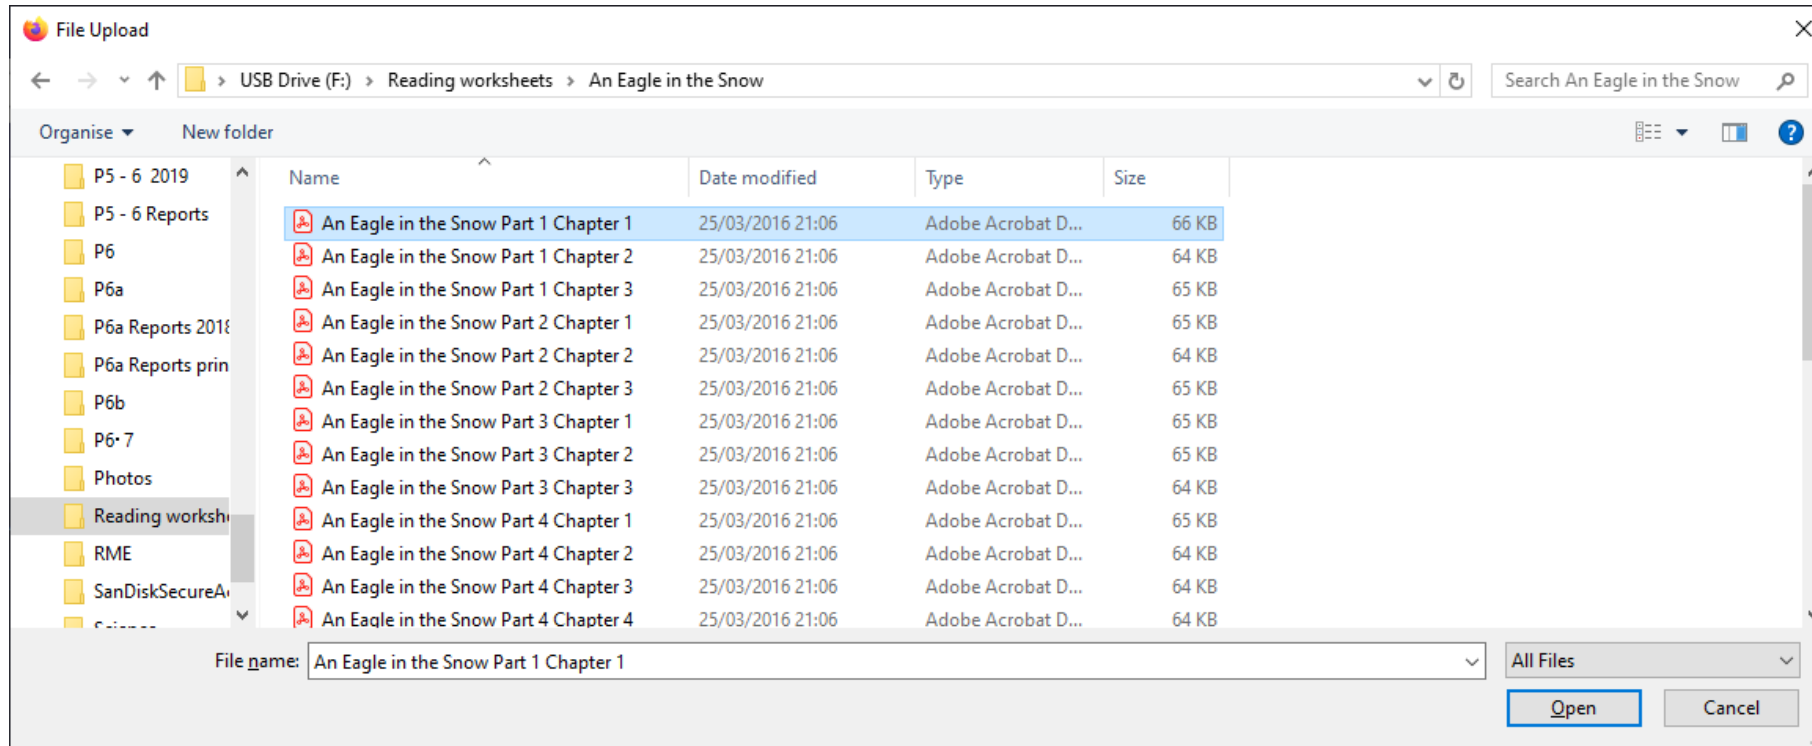 File Upload
USB Drive (F:) > Reading worksheets > An Eagle in the Snow
Search An Eagle in the Snow
Organise New folder
P5 - 6 2019
P5 - 6 Reports
P6
P6a
P6a Reports 2018
P6a Reports prin
P6b
P6• 7
Photos
Reading worksh
RME
SanDiskSecureA
Name Date modified Type Size
An Eagle in the Snow Part 1 Chapter 1 25/03/2016 21:06 Adobe Acrobat D... 66 KB
An Eagle in the Snow Part 1 Chapter 2 25/03/2016 21:06 Adobe Acrobat D... 64 KB
An Eagle in the Snow Part 1 Chapter 3 25/03/2016 21:06 Adobe Acrobat D... 65 KB
An Eagle in the Snow Part 2 Chapter 1 25/03/2016 21:06 Adobe Acrobat D... 65 KB
An Eagle in the Snow Part 2 Chapter 2 25/03/2016 21:06 Adobe Acrobat D... 64 KB
An Eagle in the Snow Part 2 Chapter 3 25/03/2016 21:06 Adobe Acrobat D... 65 KB
An Eagle in the Snow Part 3 Chapter 1 25/03/2016 21:06 Adobe Acrobat D... 65 KB
An Eagle in the Snow Part 3 Chapter 2 25/03/2016 21:06 Adobe Acrobat D... 65 KB
An Eagle in the Snow Part 3 Chapter 3 25/03/2016 21:06 Adobe Acrobat D... 64 KB
An Eagle in the Snow Part 4 Chapter 1 25/03/2016 21:06 Adobe Acrobat D... 65 KB
An Eagle in the Snow Part 4 Chapter 2 25/03/2016 21:06 Adobe Acrobat D... 64 KB
An Eagle in the Snow Part 4 Chapter 3 25/03/2016 21:06 Adobe Acrobat D... 64 KB
An Eagle in the Snow Part 4 Chapter 4 25/03/2016 21:06 Adobe Acrobat D... 64 KB
File name: An Eagle in the Snow Part 1 Chapter 1 All Files
Open Cancel